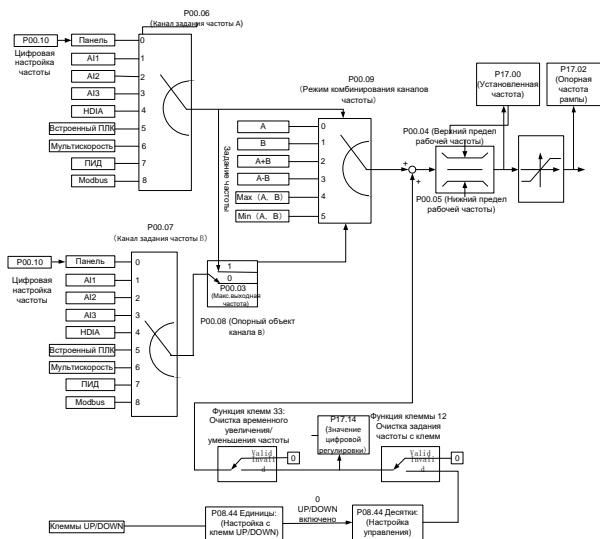 P00.06
(Канал задания частоты A)
P00.10
Цифровая
настройка
частоты
Панель
0
AI1
1
AI2
2
AI3
3
HDIA
4
Встроенный ПЛК
5
Мультискорость
6
ПИД
7
Modbus
8
P00.09
(Режим комбинирования каналов
частоты)
A
0
B
1
A+B
2
A-B
3
Max (A, B)
4
Min (A, B)
5
Задание частоты
+
+
P00.04 (Верхний предел
рабочей частоты)
P00.05 (Нижний предел
рабочей частоты)
P17.00
(Установленная
частота)
P17.02
(Опорная
частота
рампы)
P00.07
(Канал задания частоты B)
P00.10
Цифровая
настройка
частоты
Панель
0
AI1
1
AI2
2
AI3
3
HDIA
4
Встроенный ПЛК
5
Мультискорость
6
ПИД
7
Modbus
8
1
0
P00.03
(Макс.выходная
частота)
P00.08 (Опорный объект
канала B)
Функция клемм 33:
Очистка временного
увеличения/
уменьшения частоты
Valid
Invali
d
0
P17.14
(Значение
цифровой
регулировки)
Функция клеммы 12
Очистка задания
частоты с клемм
Valid
Invali
d
0
Клеммы UP/DOWN
P08.44 Единицы:
(Настройка с
клемм UP/DOWN)
0
UP/DOWN
включено
P08.44 Десятки:
(Настройка
управления)